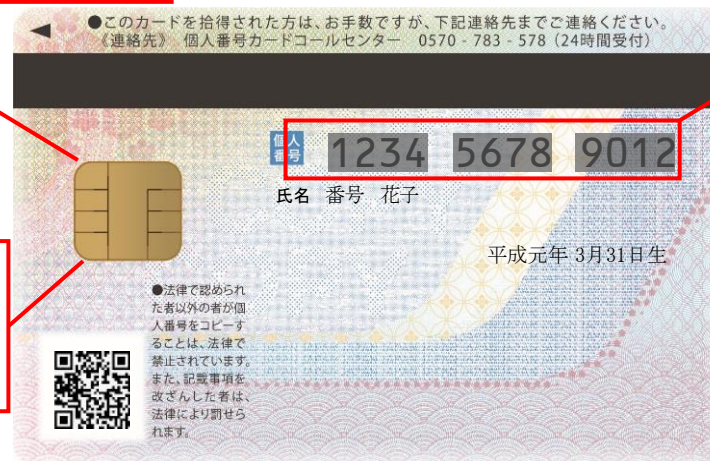 ●このカードを拾得された方は、お手数ですが、下記連絡先までご連絡ください。
《連絡先》 個人番号カードコールセンター 0570-783-578（24時間受付）
個人番号 1234 5678 9012
氏名 番号 花子
平成元年 3月31日生
●法律で認められ
た者以外の者が個
人番号をコピーす
ることは、法律で
禁止されています。
また、記載事項を
改ざんした者は、
法律により罰せら
れます。